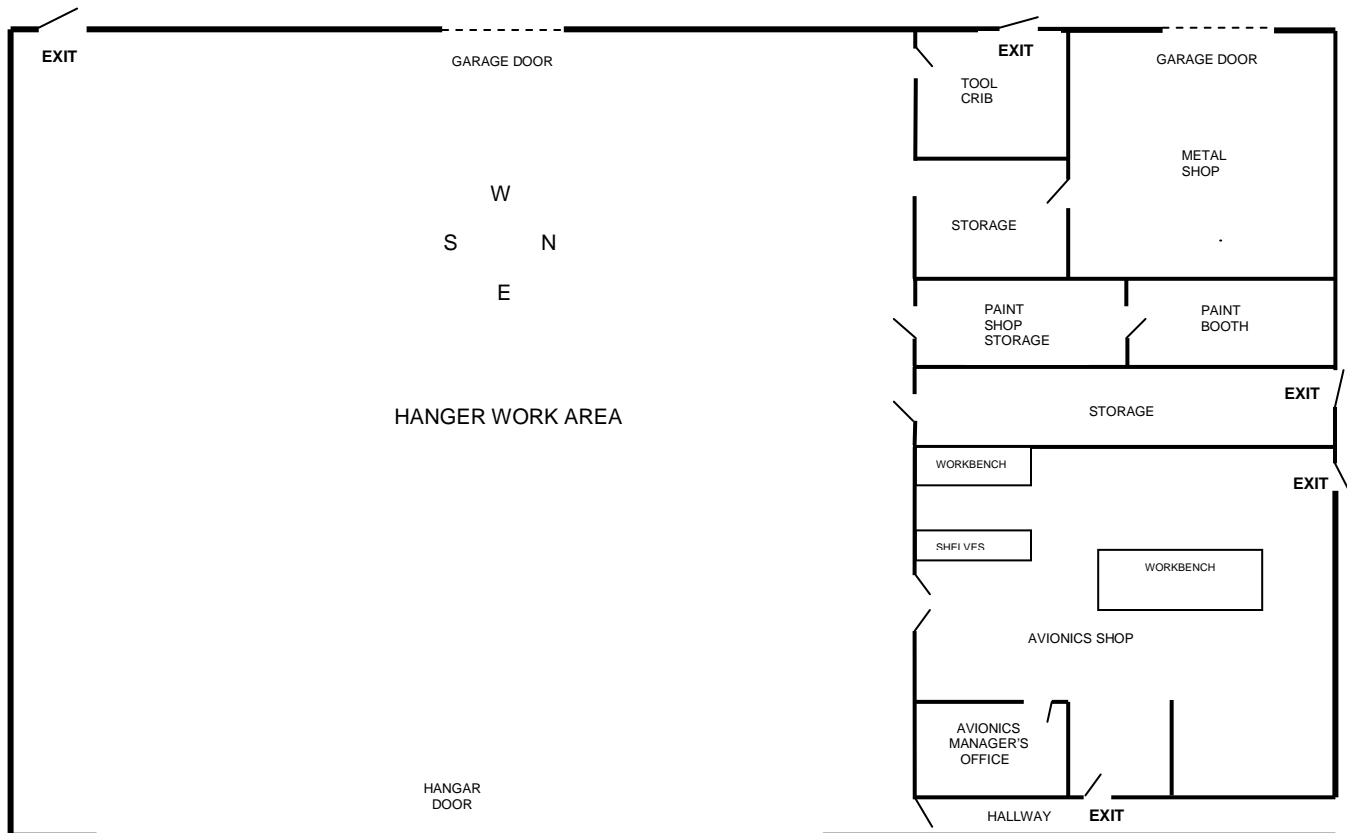 EXIT
GARAGE DOOR
EXIT
GARAGE DOOR
TOOL
CRIB
METAL
SHOP
W
S N
E
STORAGE
PAINT
SHOP
STORAGE
PAINT
BOOTH
EXIT
HANGER WORK AREA
STORAGE
WORKBENCH
EXIT
SHELVES
WORKBENCH
AVIONICS SHOP
AVIONICS
MANAGER'S
OFFICE
HANGAR
DOOR
HALLWAY
EXIT